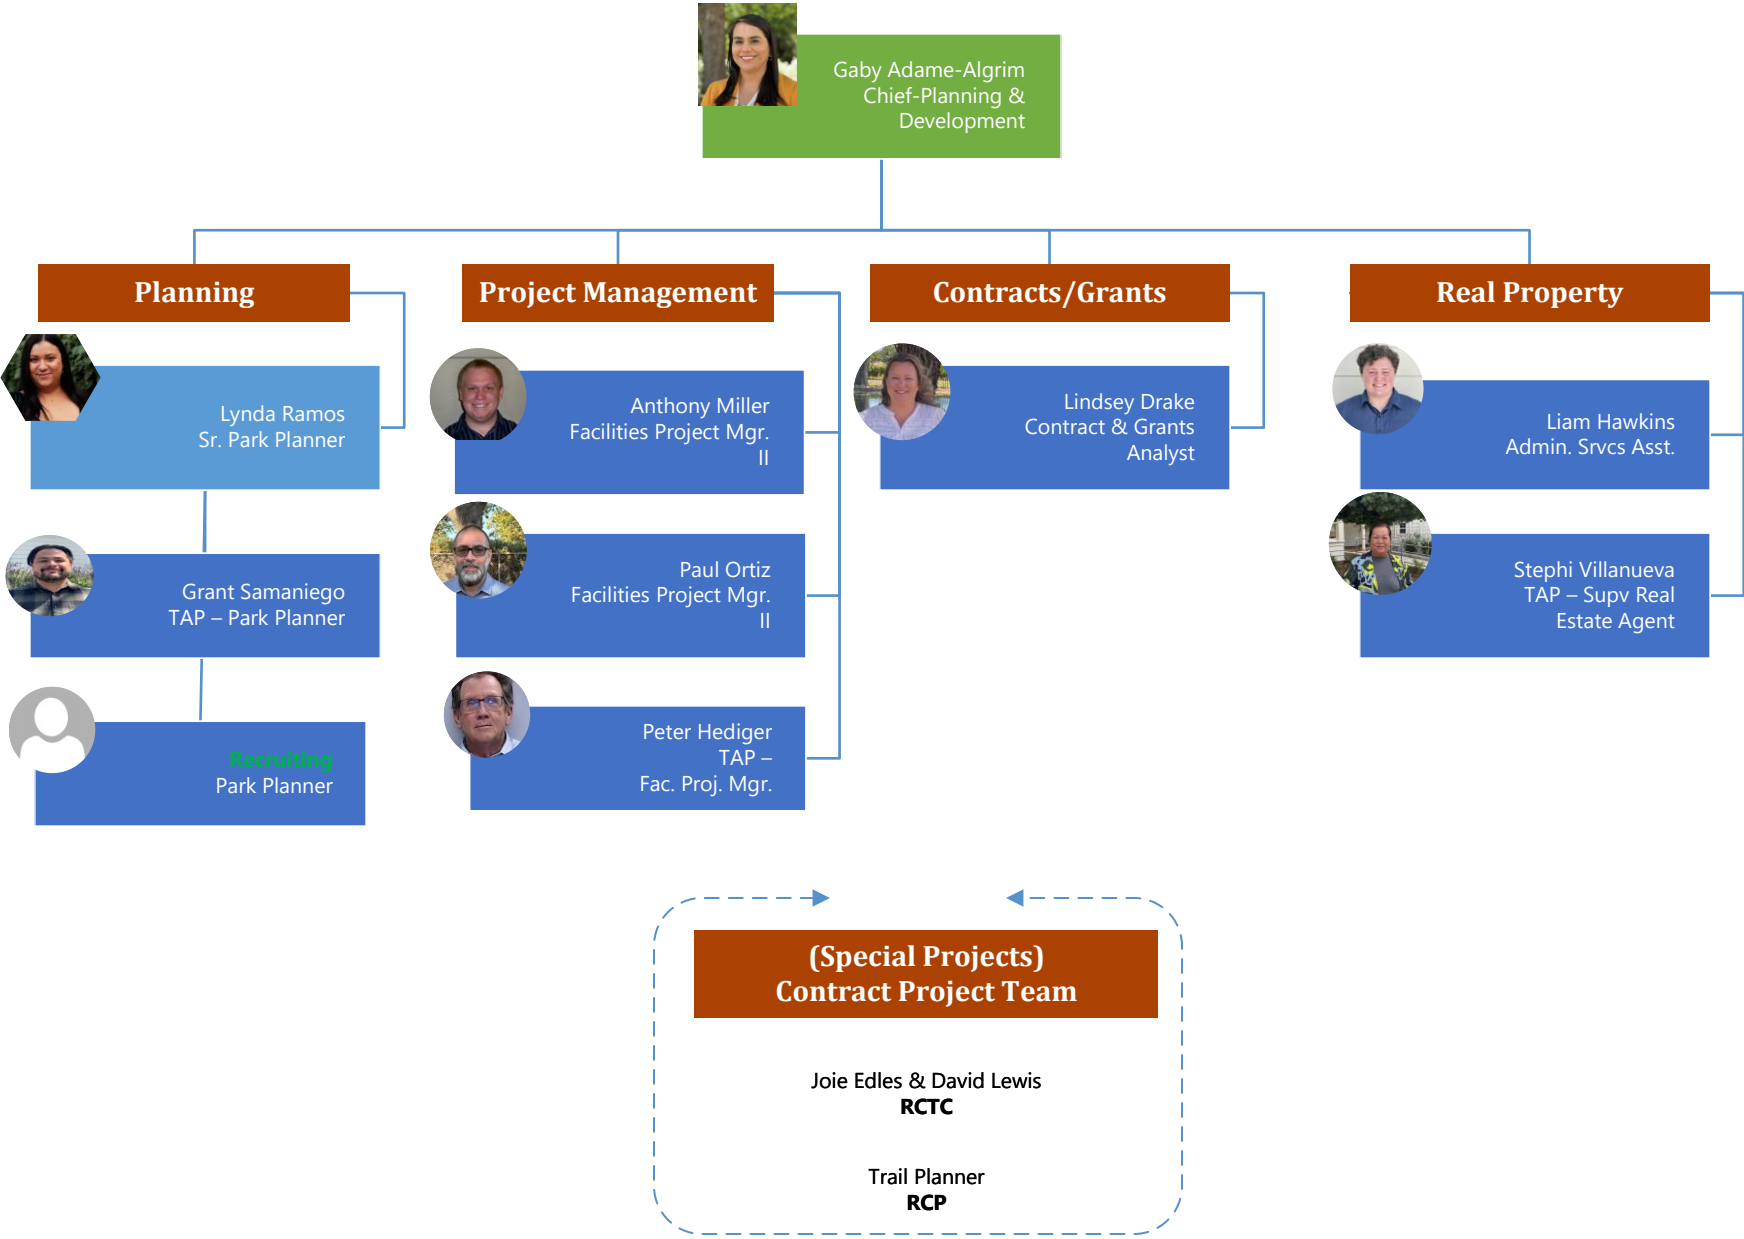 Gaby Adame-Algrim
Chief-Planning &
Development
Planning
Lynda Ramos
Sr. Park Planner
Grant Samaniego
TAP – Park Planner
Recruiting
Park Planner
Project Management
Anthony Miller
Facilities Project Mgr.
II
Paul Ortiz
Facilities Project Mgr.
II
Peter Hediger
TAP –
Fac. Proj. Mgr.
Contracts/Grants
Lindsey Drake
Contract & Grants
Analyst
Real Property
Liam Hawkins
Admin. Srvcs Asst.
Stephi Villanueva
TAP – Supv Real
Estate Agent
(Special Projects)
Contract Project Team
Joie Edles & David Lewis
RCTC
Trail Planner
RCP